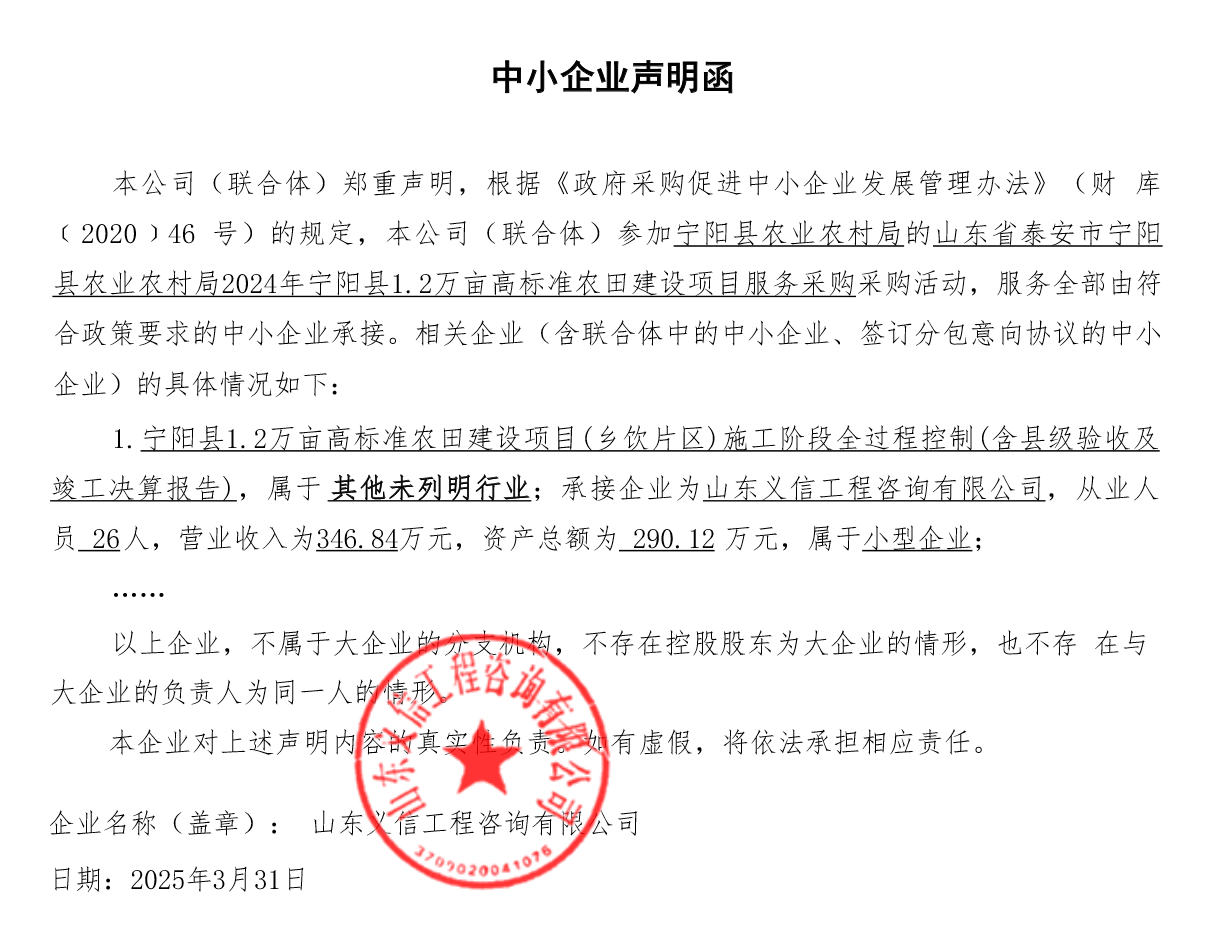 中小企业声明函
本公司（联合体）郑重声明，根据《政府采购促进中小企业发展管理办法》（财 库
﹝2020﹞46 号）的规定，本公司（联合体）参加宁阳县农业农村局的山东省泰安市宁阳
县农业农村局2024年宁阳县1.2万亩高标准农田建设项目服务采购采购活动，服务全部由符
合政策要求的中小企业承接。相关企业（含联合体中的中小企业、签订分包意向协议的中小
企业）的具体情况如下：
1.宁阳县1.2万亩高标准农田建设项目(乡饮片区)施工阶段全过程控制(含县级验收及
竣工决算报告)，属于其他未列明行业；承接企业为山东义信工程咨询有限公司，从业人
员 26人，营业收入为346.84万元，资产总额为 290.12 万元，属于小型企业；
……
以上企业，不属于大企业的分支机构，不存在控股股东为大企业的情形，也不存 在与
大企业的负责人为同一人的情形。
本企业对上述声明内容的真实性负责。如有虚假，将依法承担相应责任。
企业名称（盖章）： 山东义信工程咨询有限公司
日期：2025年3月31日
山东义信工程咨询有限公司
3709020041076